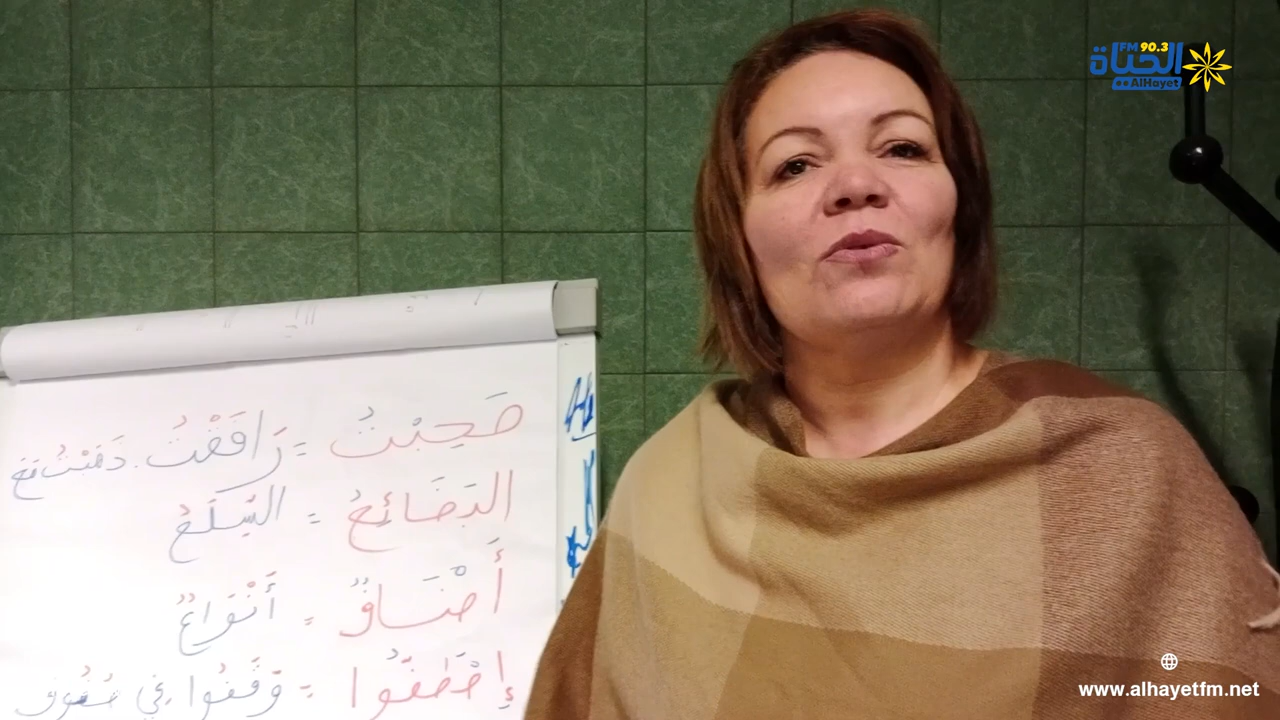 FM 90.3
الحياة
AlHayet
صَحِبْتُ = رَافَقْتُ. ذَهَبْتُ مَعَ
البَضَائِعُ = السِّلَعُ
أَصْنَافٌ = أَنْوَاعٌ
إِصْطَفُّوا = وَقَفُوا فِي صُفُوف
www.alhayetfm.net